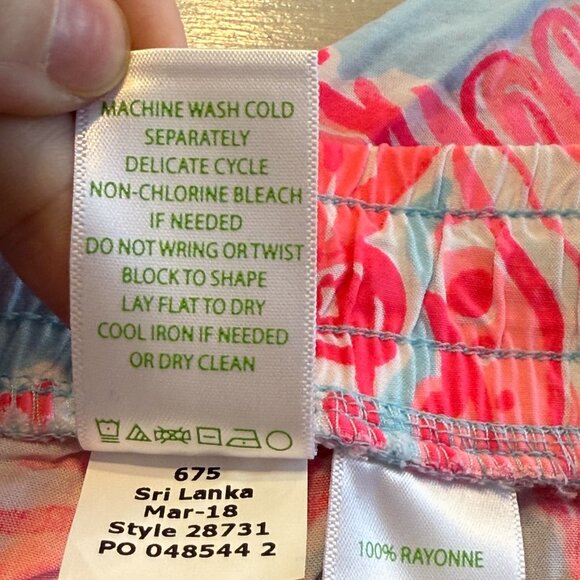 MACHINE WASH COLD
SEPARATELY
DELICATE CYCLE
NON-CHLORINE BLEACH
IF NEEDED
DO NOT WRING OR TWIST
BLOCK TO SHAPE
LAY FLAT TO DRY
COOL IRON IF NEEDED
OR DRY CLEAN
675
Sri Lanka
Mar-18
Style 28731
PO 048544 2
100% RAYONNE